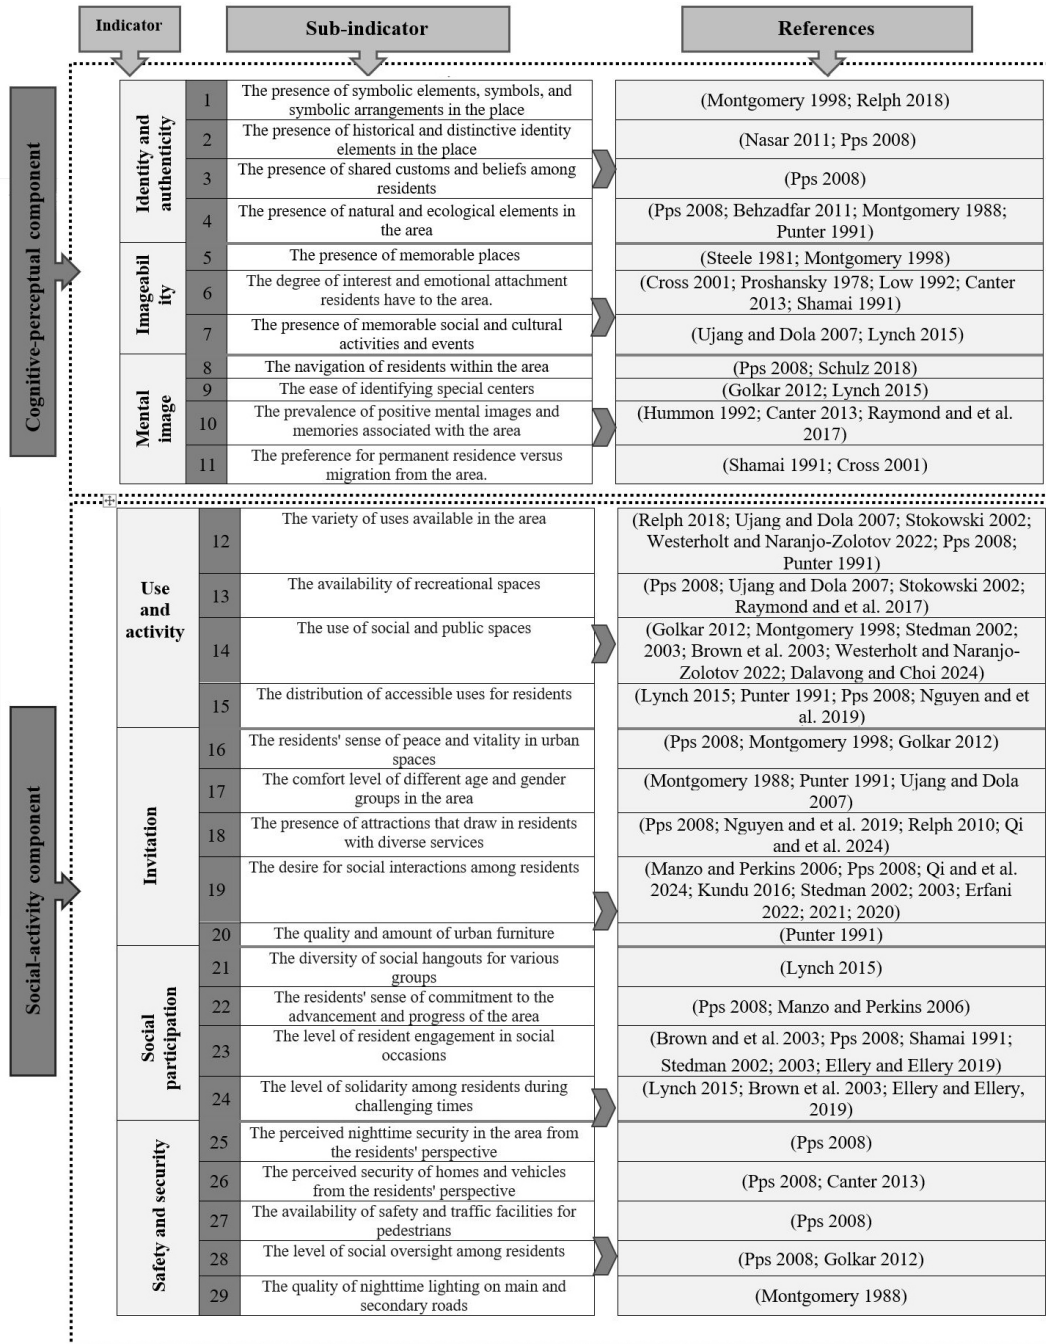 Indicator
Sub-indicator
References
Cognitive-perceptual component
Identity and
authenticity
1
The presence of symbolic elements, symbols, and
symbolic arrangements in the place
(Montgomery 1998; Relph 2018)
2
The presence of historical and distinctive identity
elements in the place
(Nasar 2011; Pps 2008)
3
The presence of shared customs and beliefs among
residents
(Pps 2008)
4
The presence of natural and ecological elements in
the area
(Pps 2008; Behzadfar 2011; Montgomery 1988;
Punter 1991)
Imageabil
ity
5
The presence of memorable places
(Steele 1981; Montgomery 1998)
6
The degree of interest and emotional attachment
residents have to the area.
(Cross 2001; Proshansky 1978; Low 1992; Canter
2013; Shamai 1991)
7
The presence of memorable social and cultural
activities and events
(Ujang and Dola 2007; Lynch 2015)
Mental
image
8
The navigation of residents within the area
(Pps 2008; Schulz 2018)
9
The ease of identifying special centers
(Golkar 2012; Lynch 2015)
10
The prevalence of positive mental images and
memories associated with the area
(Hummon 1992; Canter 2013; Raymond and et al.
2017)
11
The preference for permanent residence versus
migration from the area.
(Shamai 1991; Cross 2001)
Social-activity component
Use
and
activity
12
The variety of uses available in the area
(Relph 2018; Ujang and Dola 2007; Stokowski 2002;
Westerholt and Naranjo-Zolotov 2022; Pps 2008;
Punter 1991)
13
The availability of recreational spaces
(Pps 2008; Ujang and Dola 2007; Stokowski 2002;
Raymond and et al. 2017)
14
The use of social and public spaces
(Golkar 2012; Montgomery 1998; Stedman 2002;
2003; Brown et al. 2003; Westerholt and Naranjo-
Zolotov 2022; Dalavong and Choi 2024)
15
The distribution of accessible uses for residents
(Lynch 2015; Punter 1991; Pps 2008; Nguyen and et
al. 2019)
Invitation
16
The residents' sense of peace and vitality in urban
spaces
(Pps 2008; Montgomery 1998; Golkar 2012)
17
The comfort level of different age and gender
groups in the area
(Montgomery 1988; Punter 1991; Ujang and Dola
2007)
18
The presence of attractions that draw in residents
with diverse services
(Pps 2008; Nguyen and et al. 2019; Relph 2010; Qi
and et al. 2024)
19
The desire for social interactions among residents
(Manzo and Perkins 2006; Pps 2008; Qi and et al.
2024; Kundu 2016; Stedman 2002; 2003; Erfani
2022; 2021; 2020)
20
The quality and amount of urban furniture
(Punter 1991)
Social
participation
21
The diversity of social hangouts for various
groups
(Lynch 2015)
22
The residents' sense of commitment to the
advancement and progress of the area
(Pps 2008; Manzo and Perkins 2006)
23
The level of resident engagement in social
occasions
(Brown and et al. 2003; Pps 2008; Shamai 1991;
Stedman 2002; 2003; Ellery and Ellery 2019)
24
The level of solidarity among residents during
challenging times
(Lynch 2015; Brown et al. 2003; Ellery and Ellery,
2019)
Safety and security
25
The perceived nighttime security in the area from
the residents' perspective
(Pps 2008)
26
The perceived security of homes and vehicles
from the residents' perspective
(Pps 2008; Canter 2013)
27
The availability of safety and traffic facilities for
pedestrians
(Pps 2008)
28
The level of social oversight among residents
(Pps 2008; Golkar 2012)
29
The quality of nighttime lighting on main and
secondary roads
(Montgomery 1988)